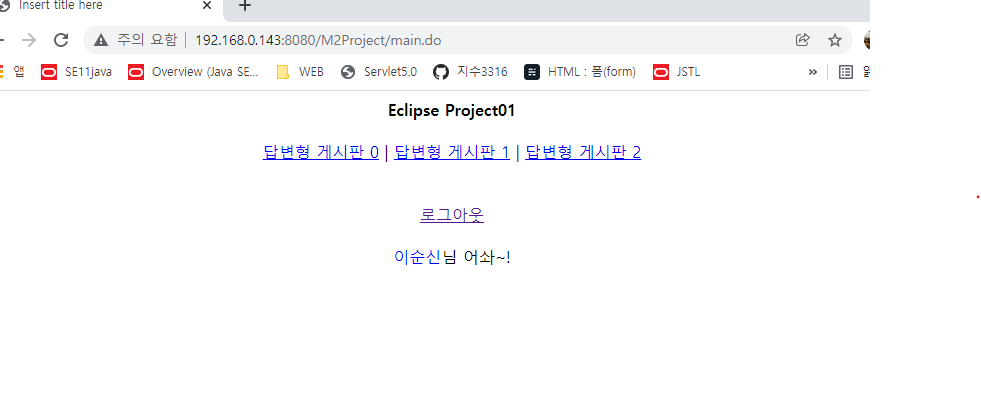 Insert title here
주의 요함 | 192.168.0.143:8080/M2Project/main.do
앱 SE11java Overview (Java SE... WEB Servlet5.0 지수3316 HTML : 폼(form) JSTL »
Eclipse Project01
답변형 게시판 0 | 답변형 게시판 1 | 답변형 게시판 2
로그아웃
이순신님 어솨~!